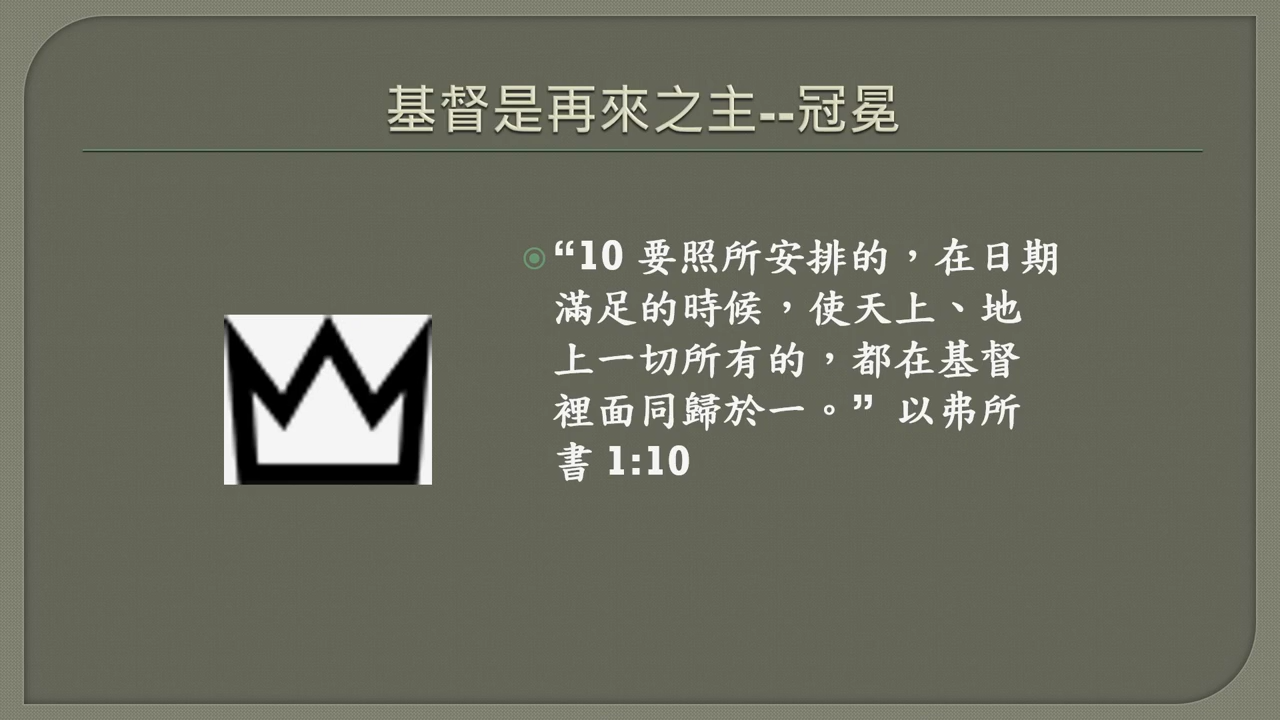 基督是再來之主--冠冕
“10 要照所安排的，在日期
滿足的時候，使天上、地
上一切所有的，都在基督
裡面同歸於一。” 以弗所
書 1:10